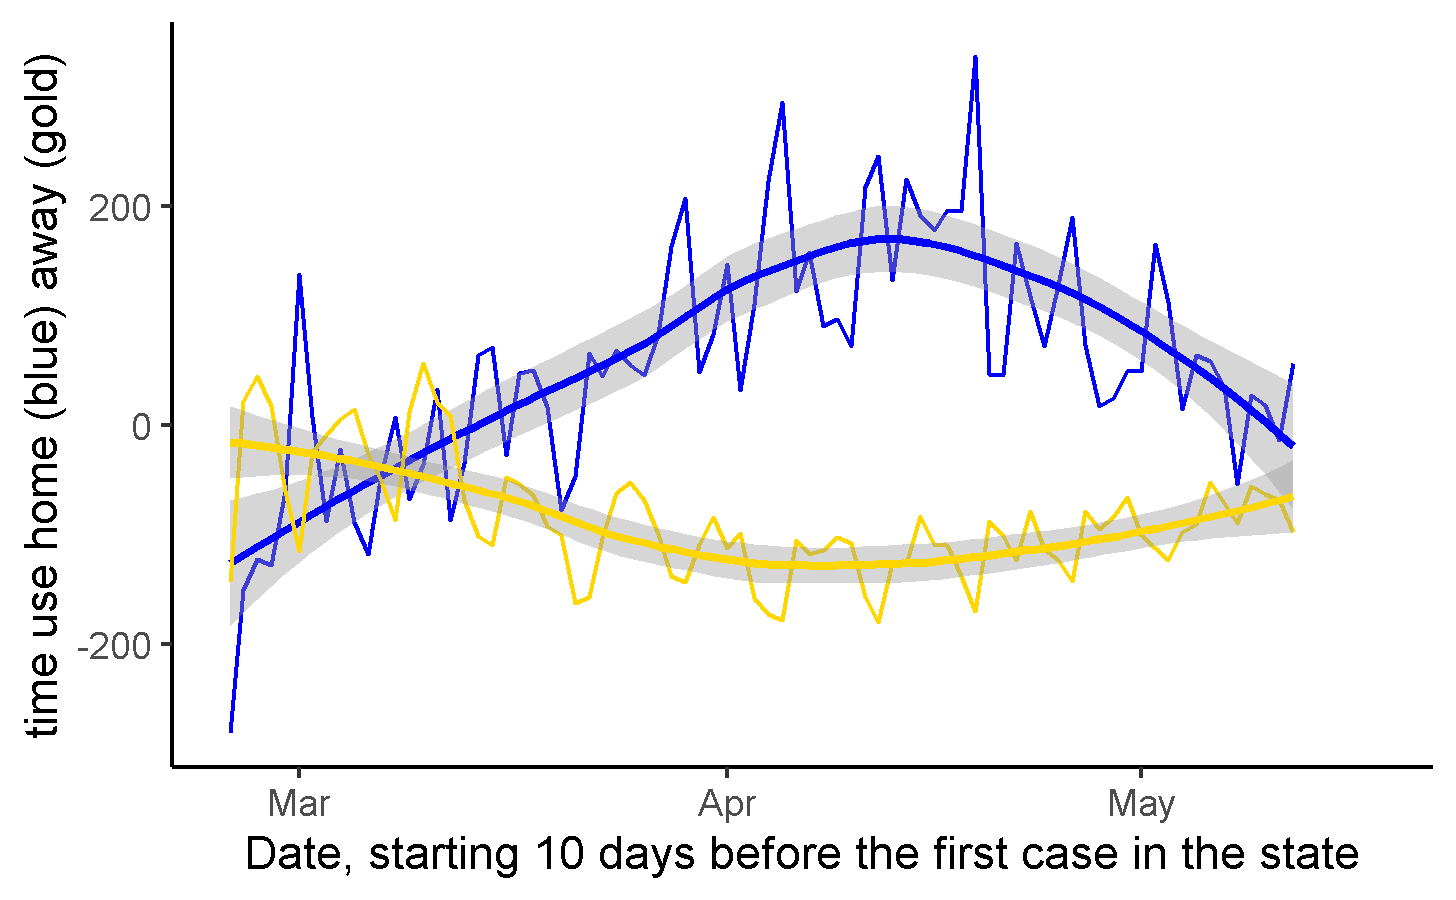 time use home (blue) away (gold)
200
0
-200
Mar
Apr
May
Date, starting 10 days before the first case in the state